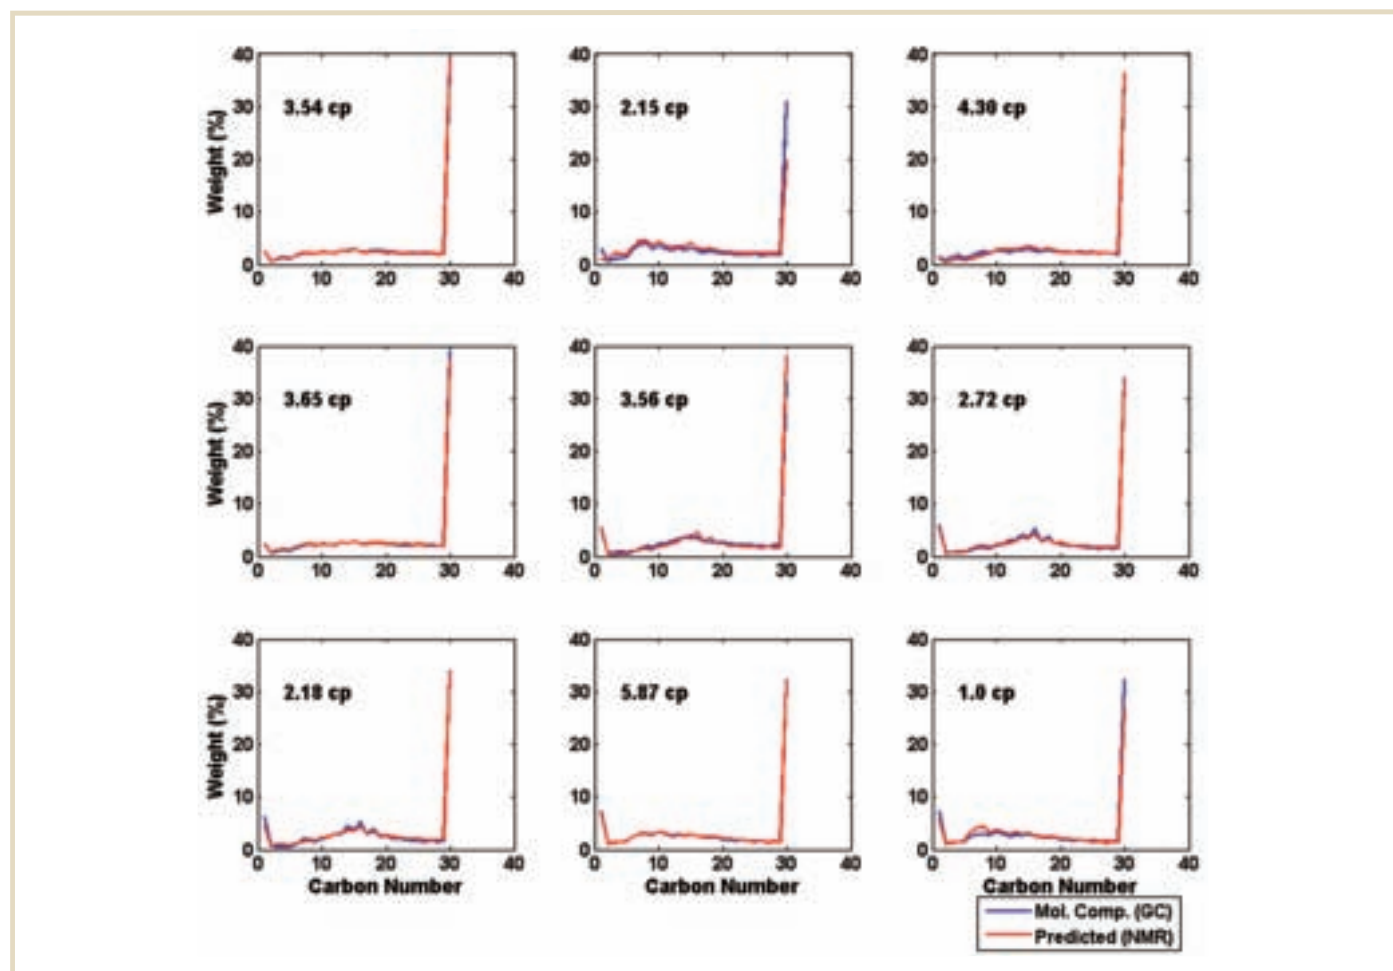 40
30
20
10
0
0 10 20 30 40
Weight (%)
3.54 cp
40
30
20
10
0
0 10 20 30 40
2.15 cp
40
30
20
10
0
0 10 20 30 40
4.30 cp
40
30
20
10
0
0 10 20 30 40
Weight (%)
3.65 cp
40
30
20
10
0
0 10 20 30 40
3.56 cp
40
30
20
10
0
0 10 20 30 40
2.72 cp
40
30
20
10
0
0 10 20 30 40
Weight (%)
Carbon Number
2.18 cp
40
30
20
10
0
0 10 20 30 40
Carbon Number
5.87 cp
40
30
20
10
0
0 10 20 30 40
Carbon Number
1.0 cp
Mol. Comp. (GC)
Predicted (NMR)